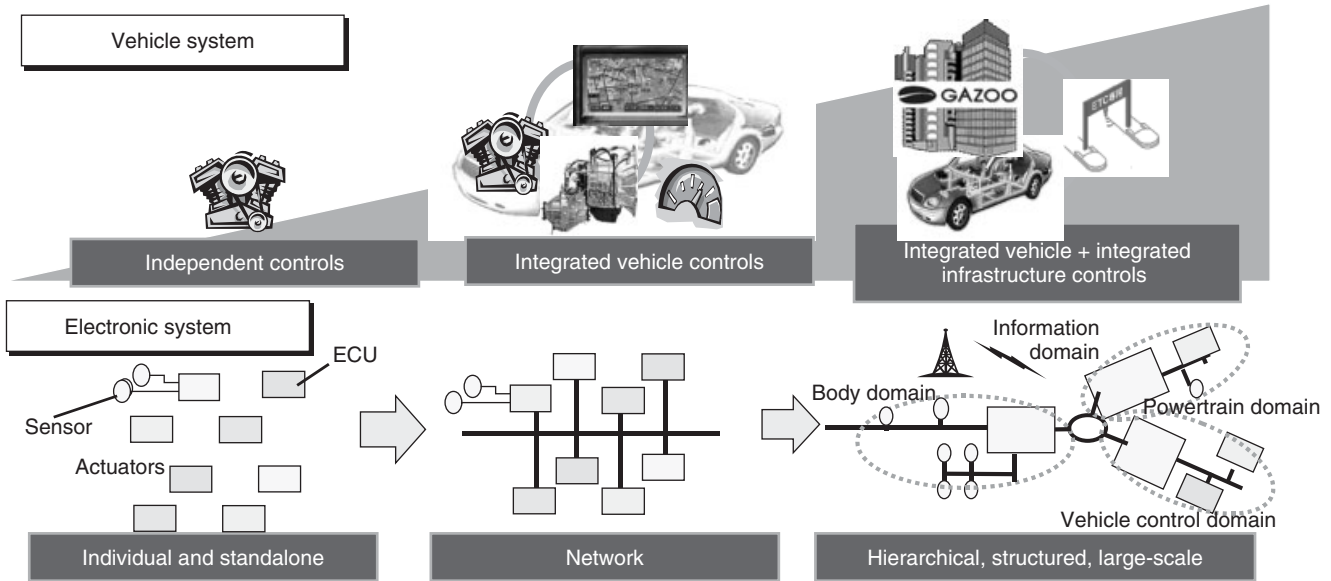 Vehicle system
GAZOO
Independent controls
Integrated vehicle controls
Integrated vehicle + integrated
infrastructure controls
Electronic system
ECU
Sensor
Actuators
Information
domain
Body domain
Powertrain domain
Vehicle control domain
Individual and standalone
Network
Hierarchical, structured, large-scale